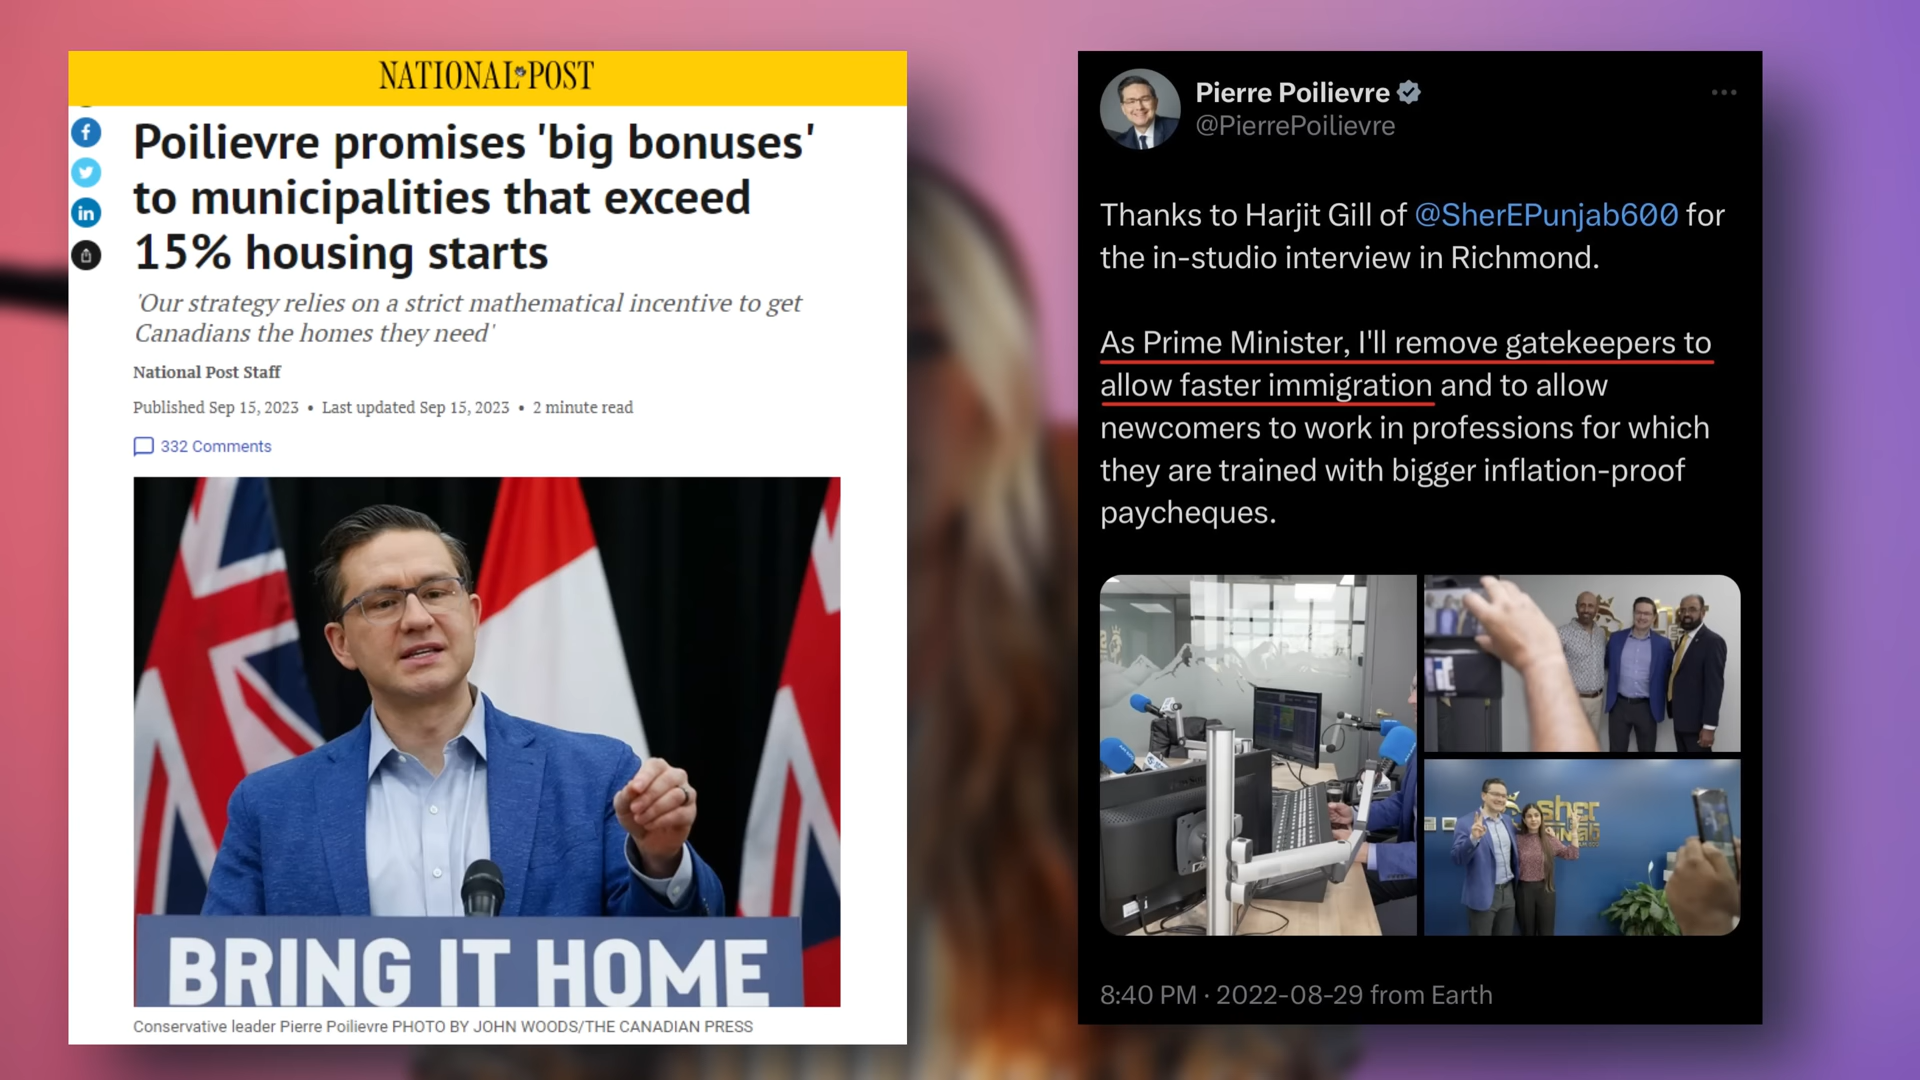 NATIONAL POST
Poilievre promises 'big bonuses'
to municipalities that exceed
15% housing starts
'Our strategy relies on a strict mathematical incentive to get
Canadians the homes they need'
National Post Staff
Published Sep 15, 2023 • Last updated Sep 15, 2023 • 2 minute read
332 Comments
BRING IT HOME
Conservative leader Pierre Poilievre PHOTO BY JOHN WOODS/THE CANADIAN PRESS
Pierre Poilievre
@PierrePoilievre
Thanks to Harjit Gill of @SherEPunjab600 for
the in-studio interview in Richmond.
As Prime Minister, I'll remove gatekeepers to
allow faster immigration and to allow
newcomers to work in professions for which
they are trained with bigger inflation-proof
paycheques.
sher
8:40 PM · 2022-08-29 from Earth